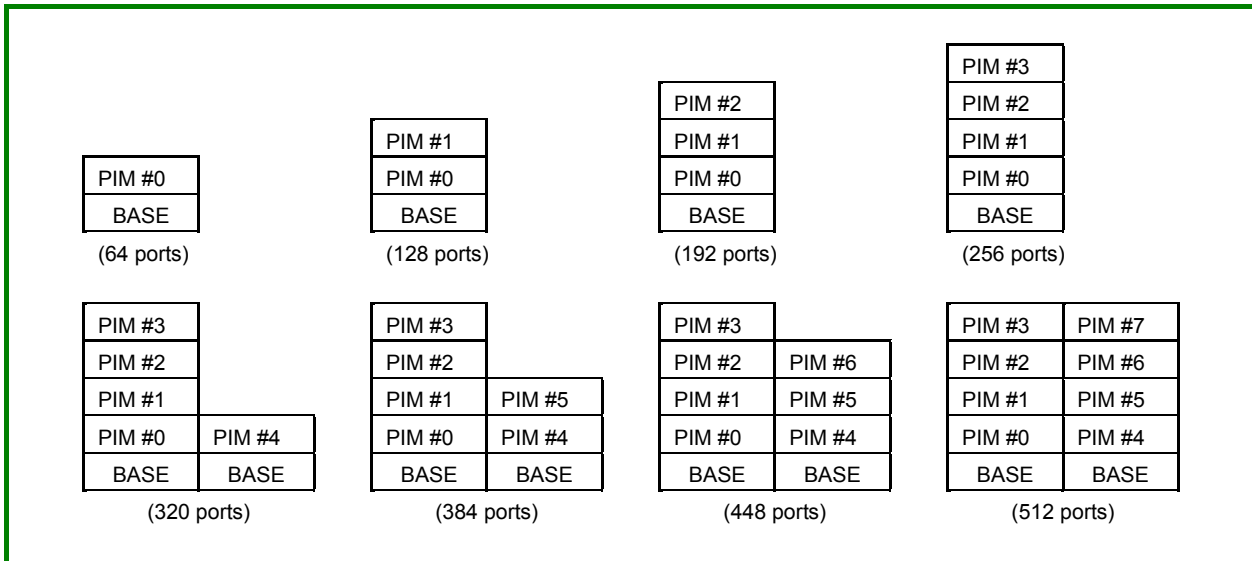 PIM #0
BASE
(64 ports)
PIM #1
PIM #0
BASE
(128 ports)
PIM #2
PIM #1
PIM #0
BASE
(192 ports)
PIM #3
PIM #2
PIM #1
PIM #0
BASE
(256 ports)
PIM #3
PIM #2
PIM #1
PIM #0 PIM #4
BASE BASE
(320 ports)
PIM #3
PIM #2
PIM #1 PIM #5
PIM #0 PIM #4
BASE BASE
(384 ports)
PIM #3
PIM #2 PIM #6
PIM #1 PIM #5
PIM #0 PIM #4
BASE BASE
(448 ports)
PIM #3 PIM #7
PIM #2 PIM #6
PIM #1 PIM #5
PIM #0 PIM #4
BASE BASE
(512 ports)